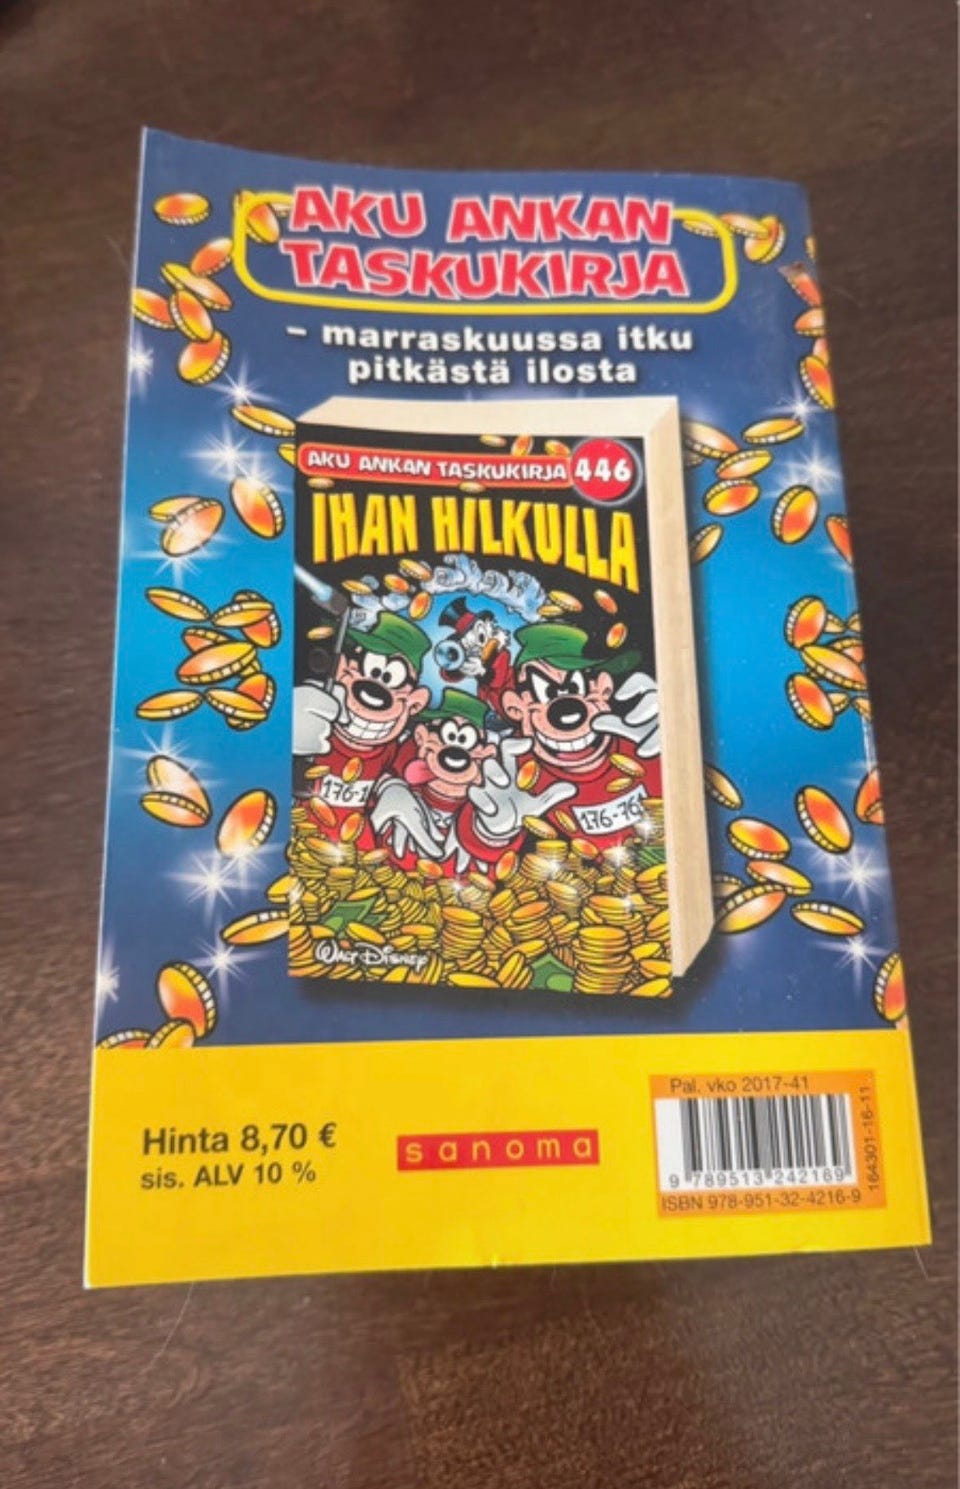 AKU ANKAN
TASKUKIRJA
– marraskuussa itku
pitkästä ilosta
AKU ANKAN TASKUKIRJA 446
IHAN HILKULLA
176-1
176-761
WALT DISNEY
Hinta 8,70 €
sis. ALV 10 %
sanoma
Pal. vko 2017-41
9 789513 242169
ISBN 978-951-32-4216-9
164301-16-11